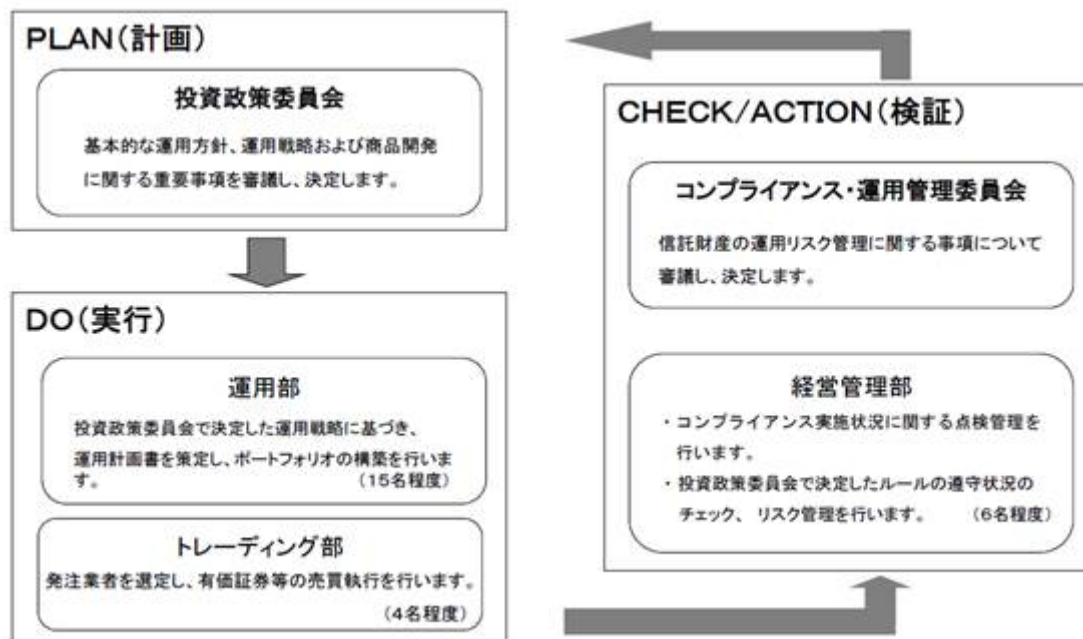 PLAN(計画)
投資政策委員会
基本的な運用方針、運用戦略および商品開発
に関する重要事項を審議し、決定します。
DO(実行)
運用部
投資政策委員会で決定した運用戦略に基づき、
運用計画書を策定し、ポートフォリオの構築を行いま
す。 (15名程度)
トレーディング部
発注業者を選定し、有価証券等の売買執行を行います。
(4名程度)
CHECK/ACTION(検証)
コンプライアンス・運用管理委員会
信託財産の運用リスク管理に関する事項について
審議し、決定します。
経営管理部
・コンプライアンス実施状況に関する点検管理を
行います。
・投資政策委員会で決定したルールの遵守状況の
チェック、 リスク管理を行います。 (6名程度)